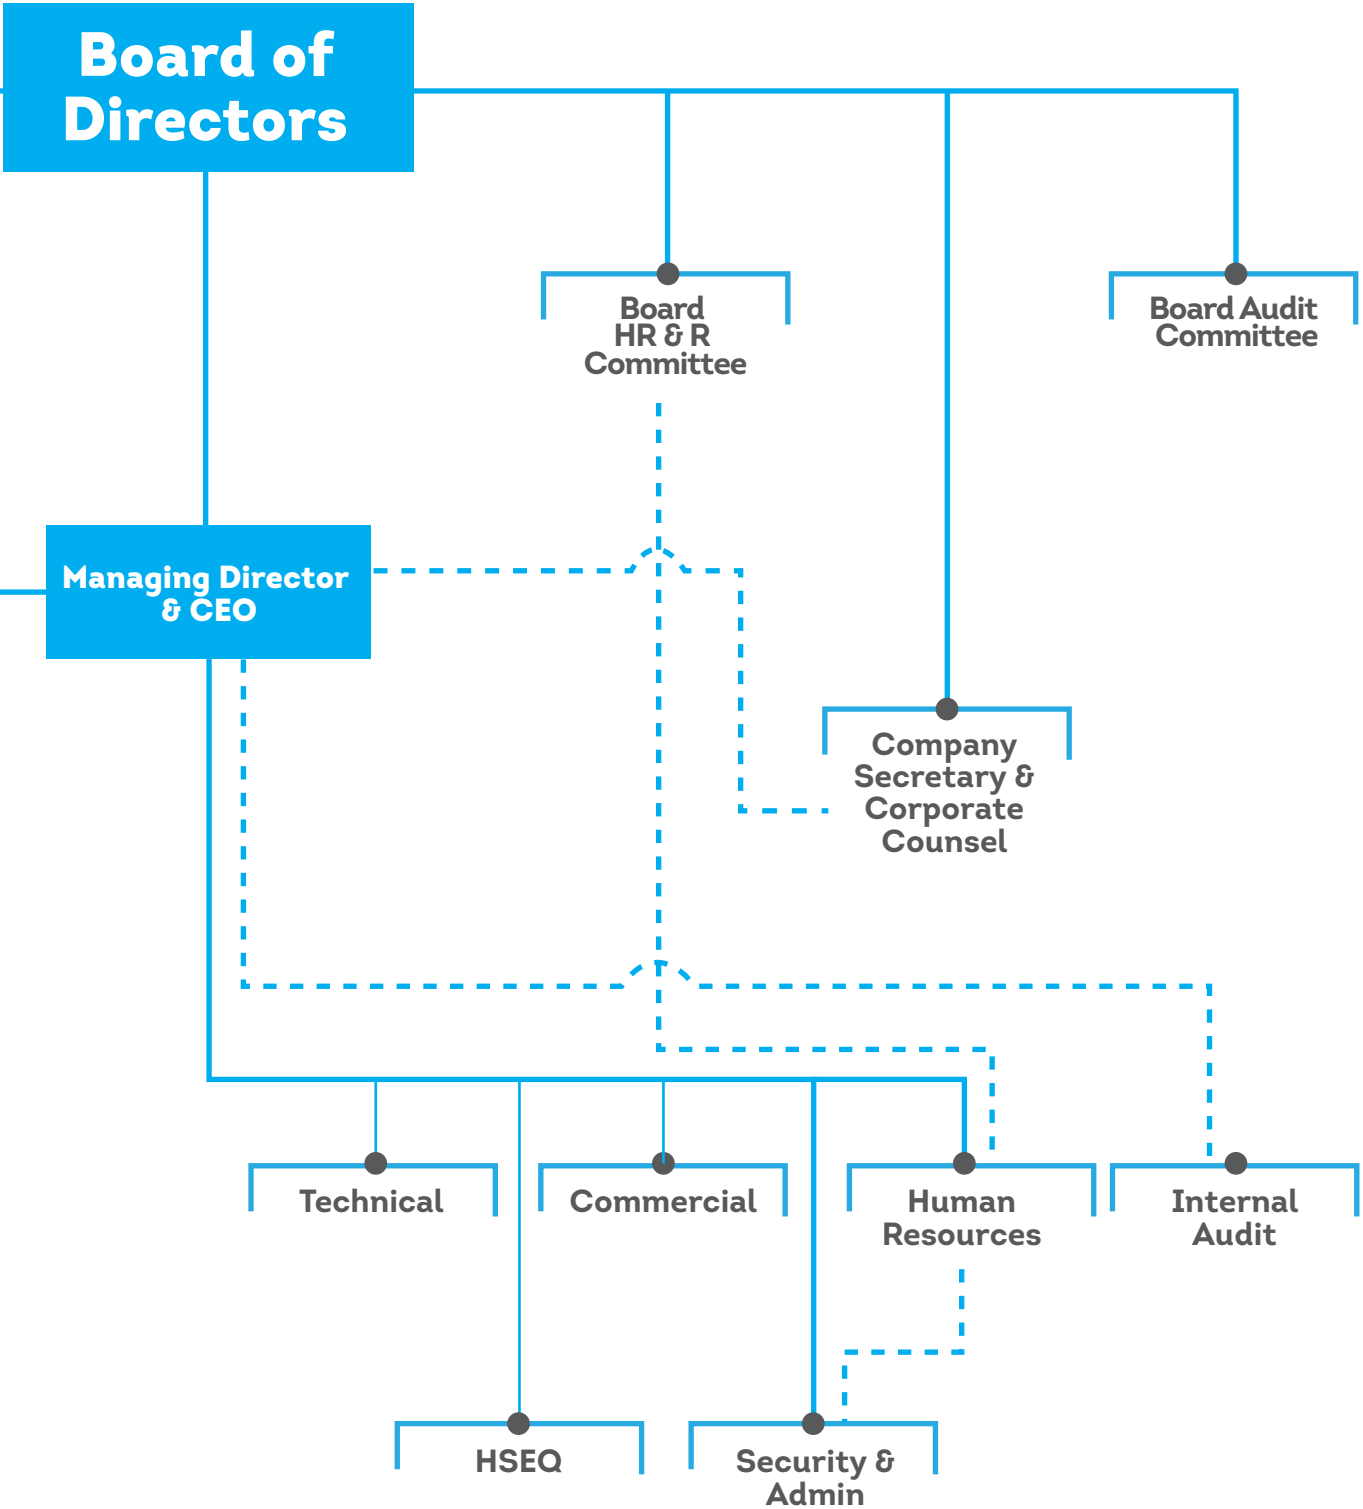 Board of
Directors
Board
HR & R
Committee
Board Audit
Committee
Managing Director
& CEO
Company
Secretary &
Corporate
Counsel
Technical
Commercial
Human
Resources
Internal
Audit
HSEQ
Security &
Admin